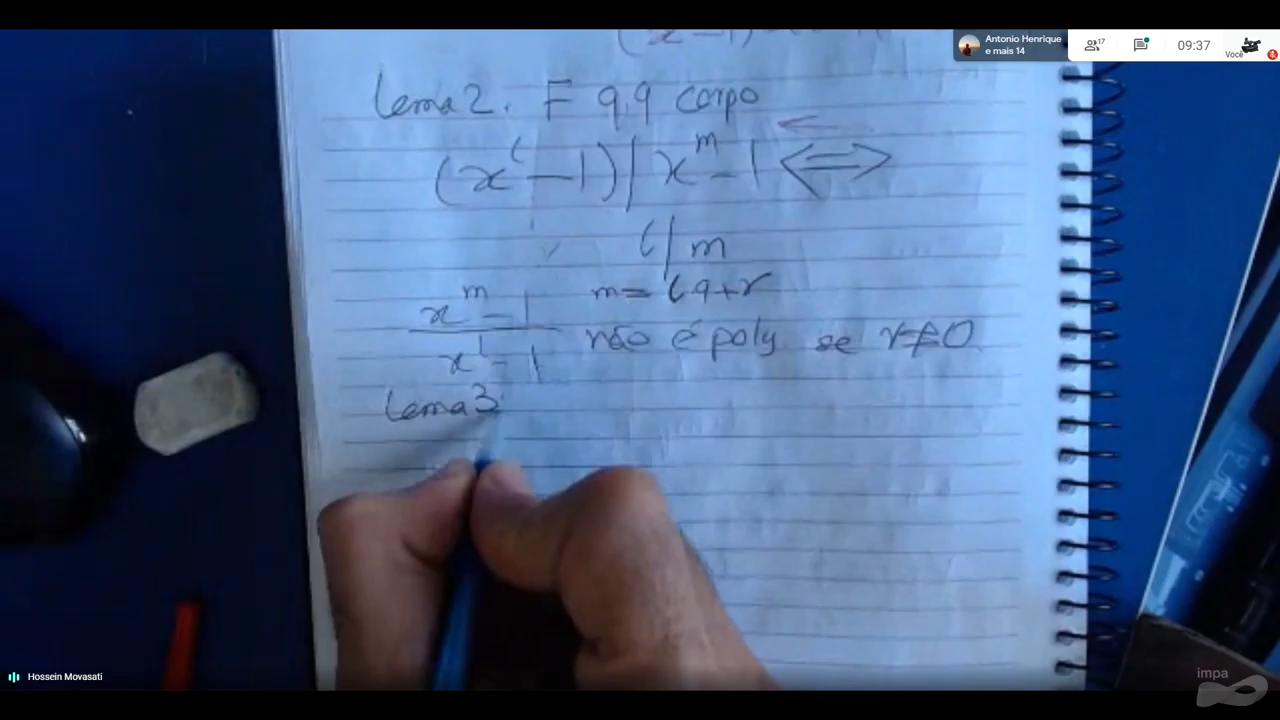 Antonio Henrique
e mais 14
17
09:37
Você
Lema 2. F q.q corpo
(x^l - 1) | x^m - 1 <=>
l | m
x^m - 1 m = lq + r
x^l - 1 não é poly se r ≠ 0
Lema 3:
Hossein Movasati
impa